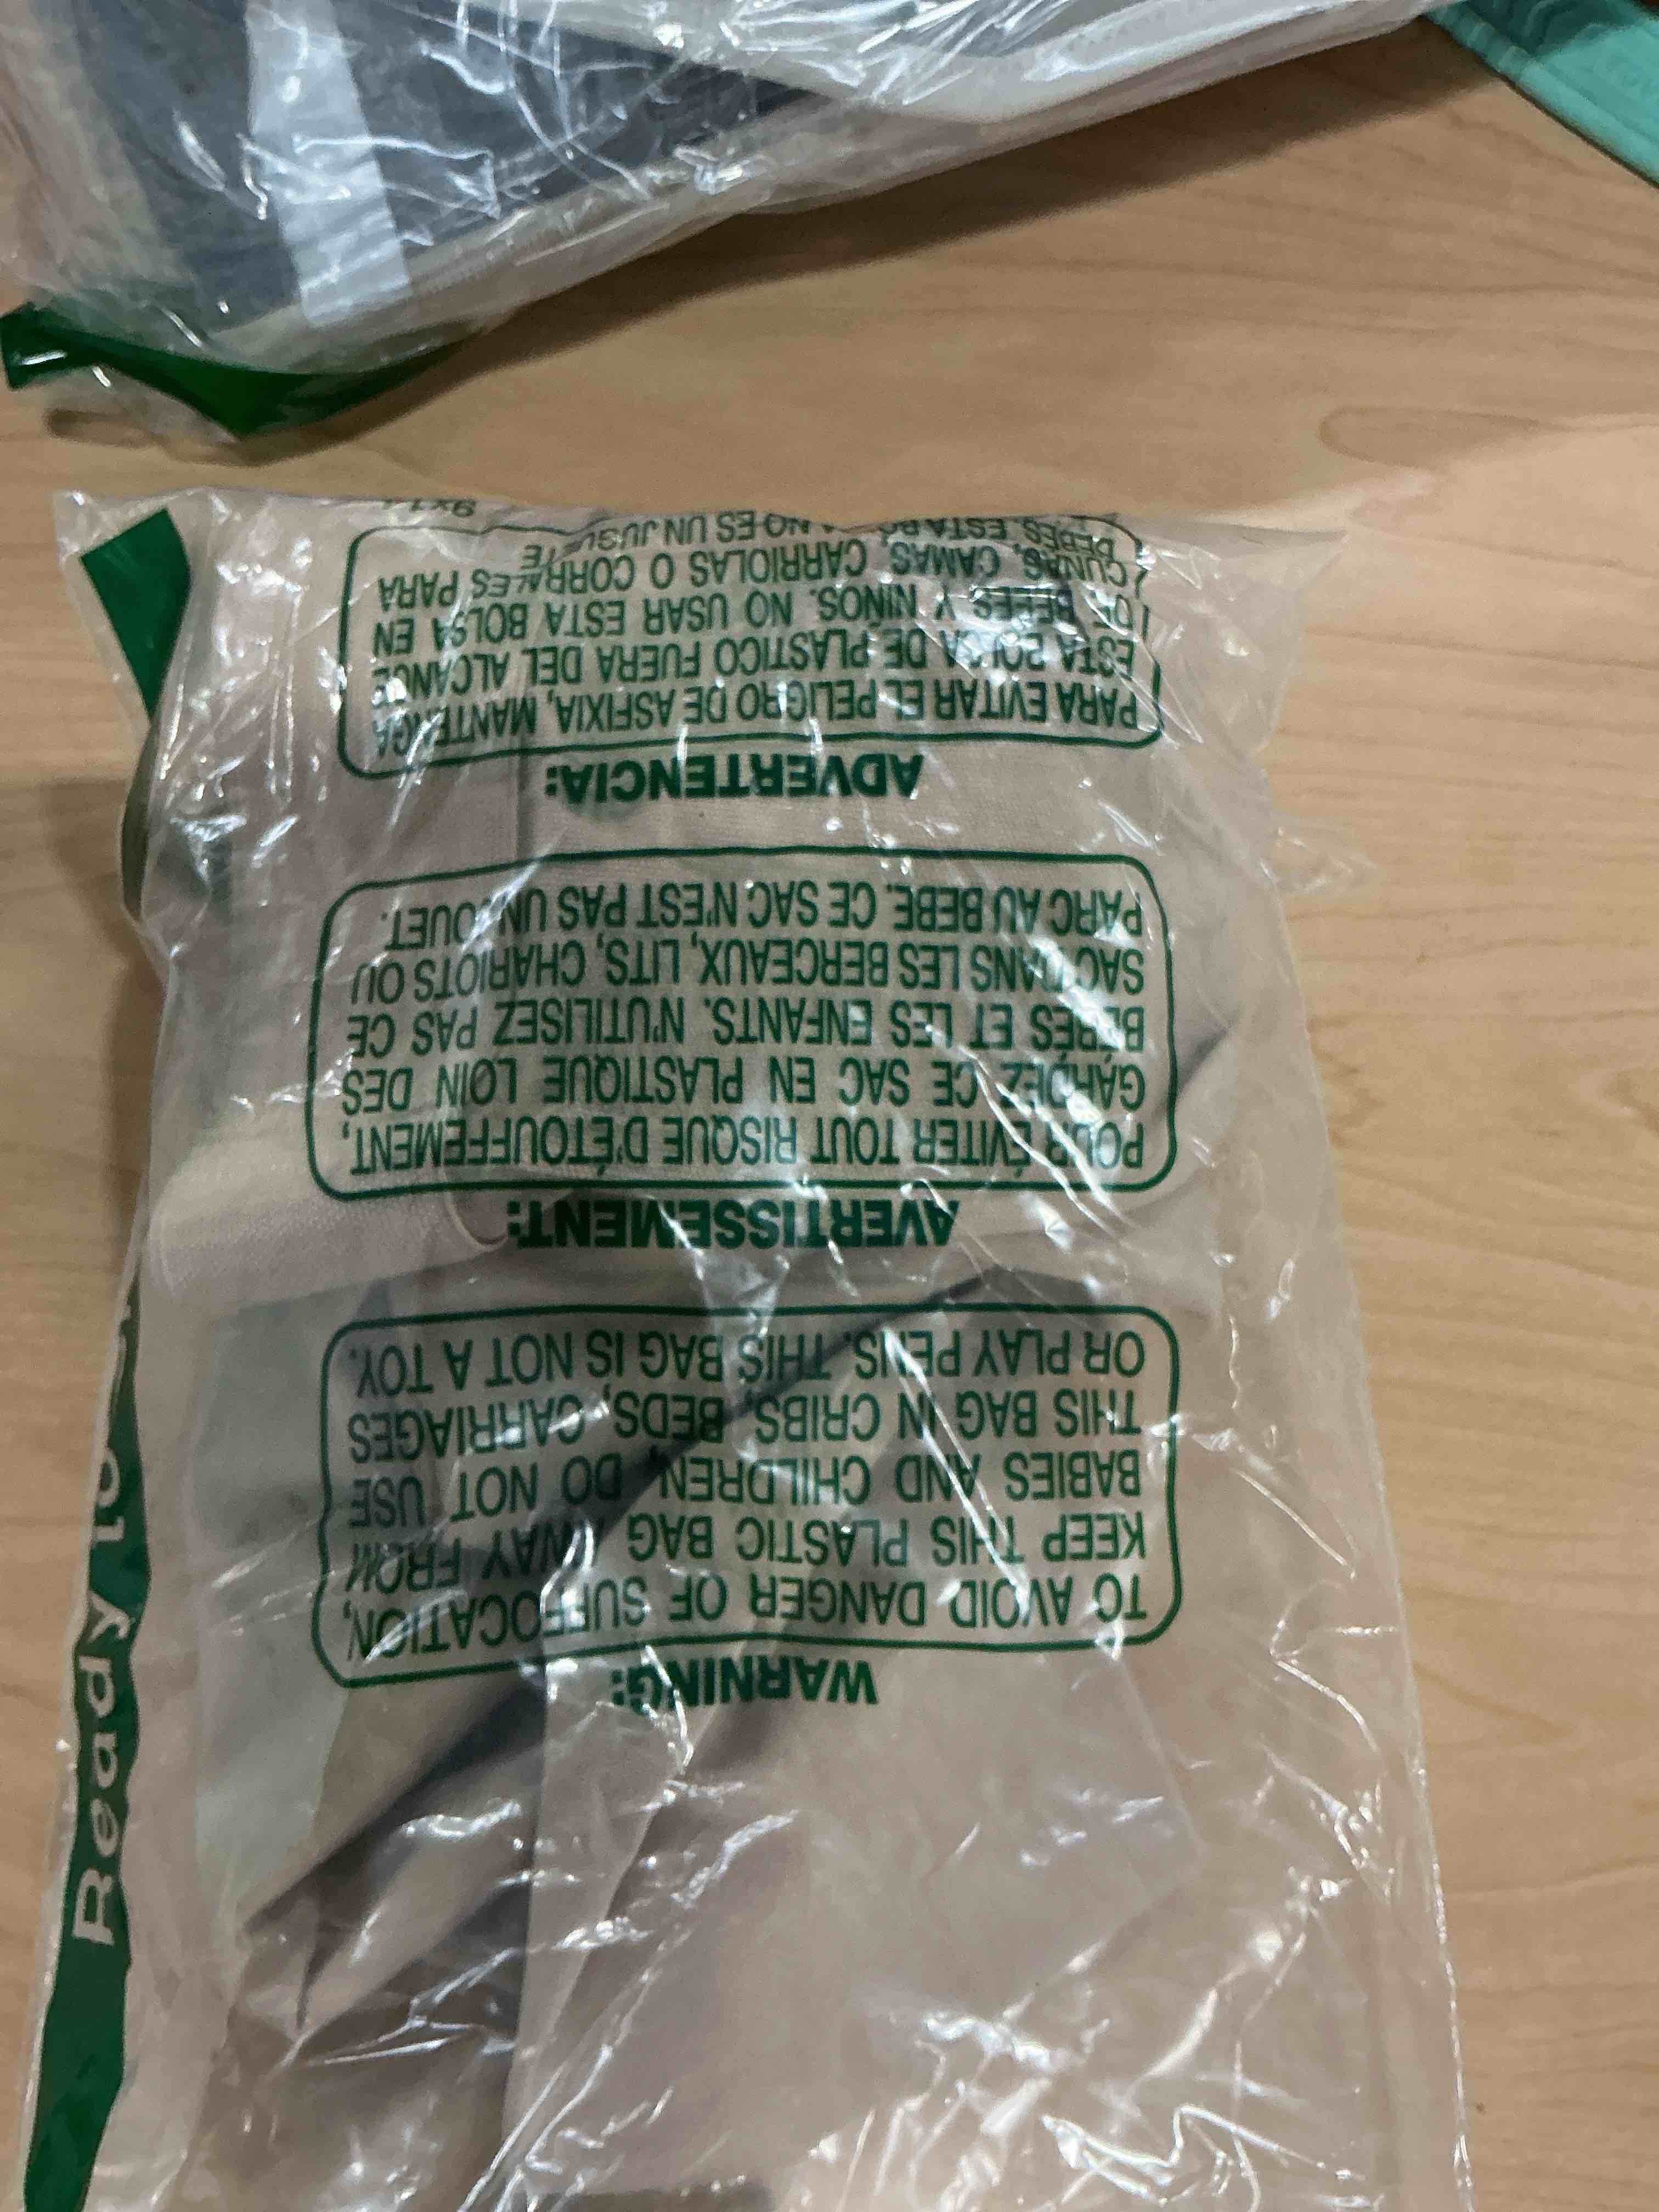 WARNING:
TO AVOID DANGER OF SUFFOCATION,
KEEP THIS PLASTIC BAG AWAY FROM
BABIES AND CHILDREN. DO NOT USE
THIS BAG IN CRIBS, BEDS, CARRIAGES
OR PLAY PENS. THIS BAG IS NOT A TOY.
AVERTISSEMENT:
POUR ÉVITER TOUT RISQUE D'ÉTOUFFEMENT,
GARDEZ CE SAC EN PLASTIQUE LOIN DES
BÉBÉS ET LES ENFANTS. N'UTILISEZ PAS CE
SAC DANS LES BERCEAUX, LITS, CHARIOTS OU
PARC AU BEBE. CE SAC N'EST PAS UN JOUET.
ADVERTENCIA:
PARA EVITAR EL PELIGRO DE ASFIXIA, MANTENGA
ESTA BOLSA DE PLASTICO FUERA DEL ALCANCE
DE BEBES Y NIÑOS. NO USAR ESTA BOLSA EN
CUNAS, CAMAS, CARRIOLAS O CORRALES PARA
BEBES. ESTA NO ES UN JUGUETE
Ready